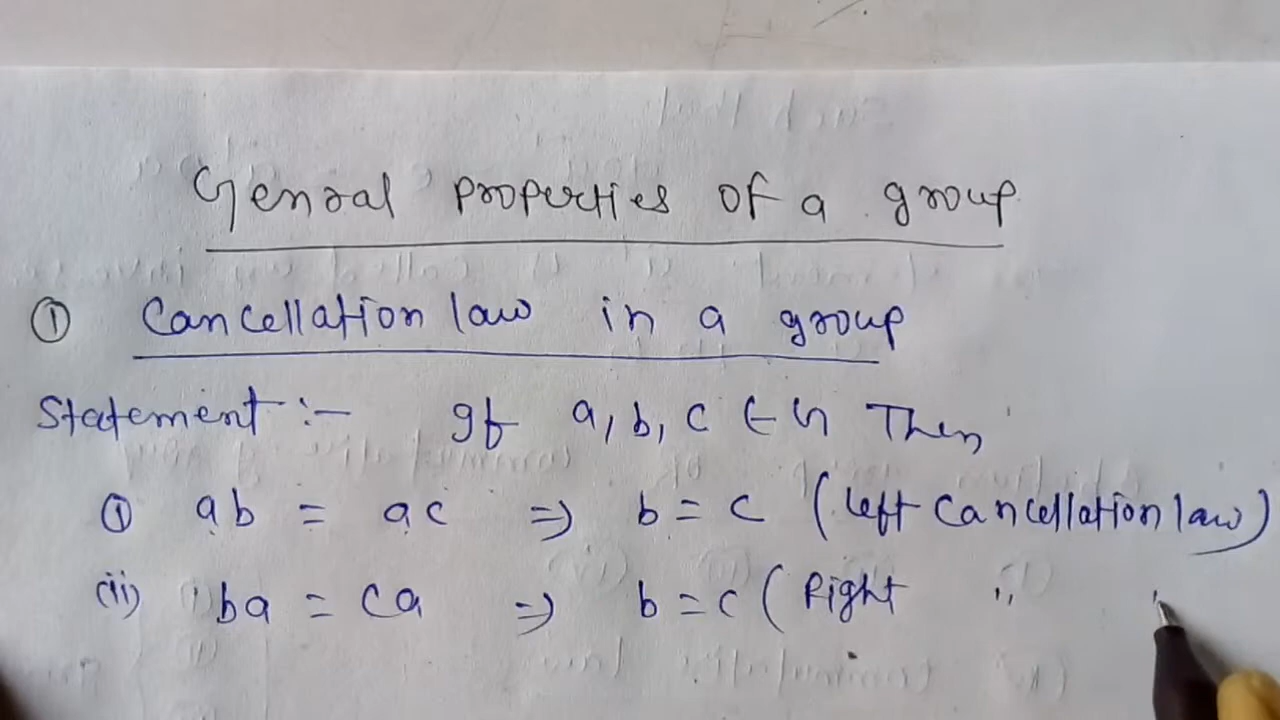 Genral properties of a group
① Cancellation law in a group
Statement :- If a, b, c ∈ G Then
① ab = ac ⇒ b = c (left Cancellation law)
(ii) ba = ca ⇒ b = c (Right ,, ,